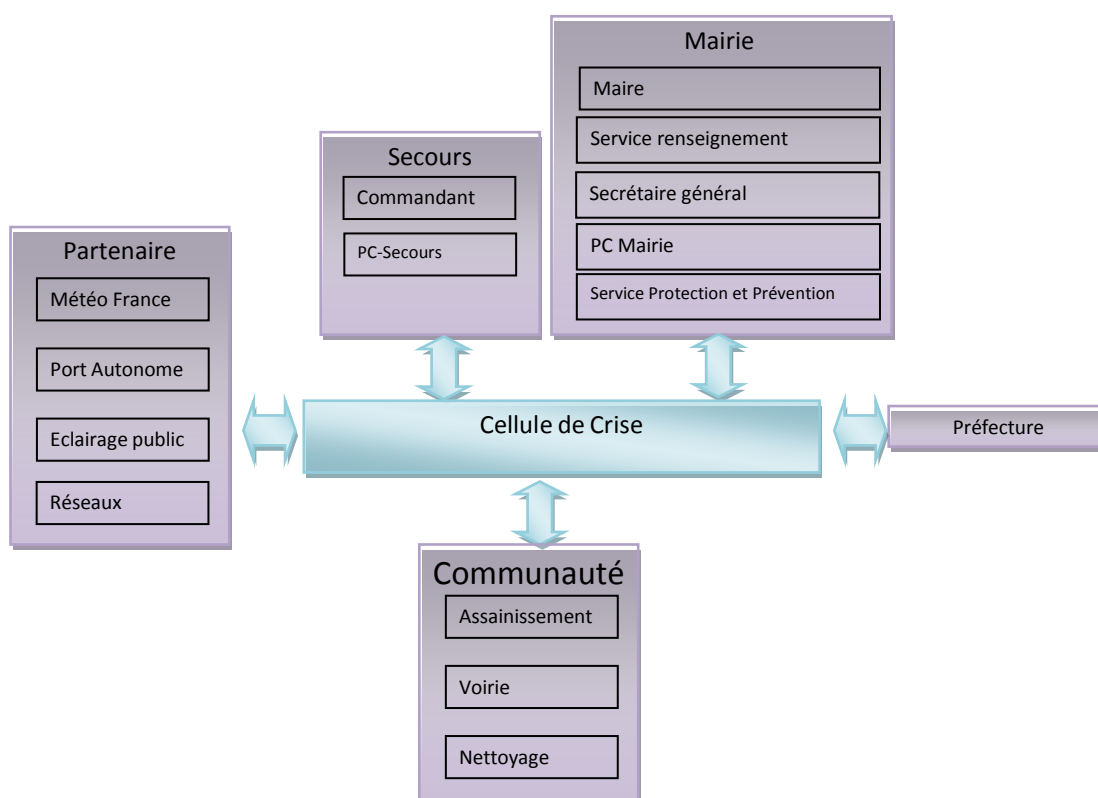 Mairie
Maire
Service renseignement
Secrétaire général
PC Mairie
Service Protection et Prévention
Secours
Commandant
PC-Secours
Partenaire
Météo France
Port Autonome
Eclairage public
Réseaux
Cellule de Crise
Préfecture
Communauté
Assainissement
Voirie
Nettoyage